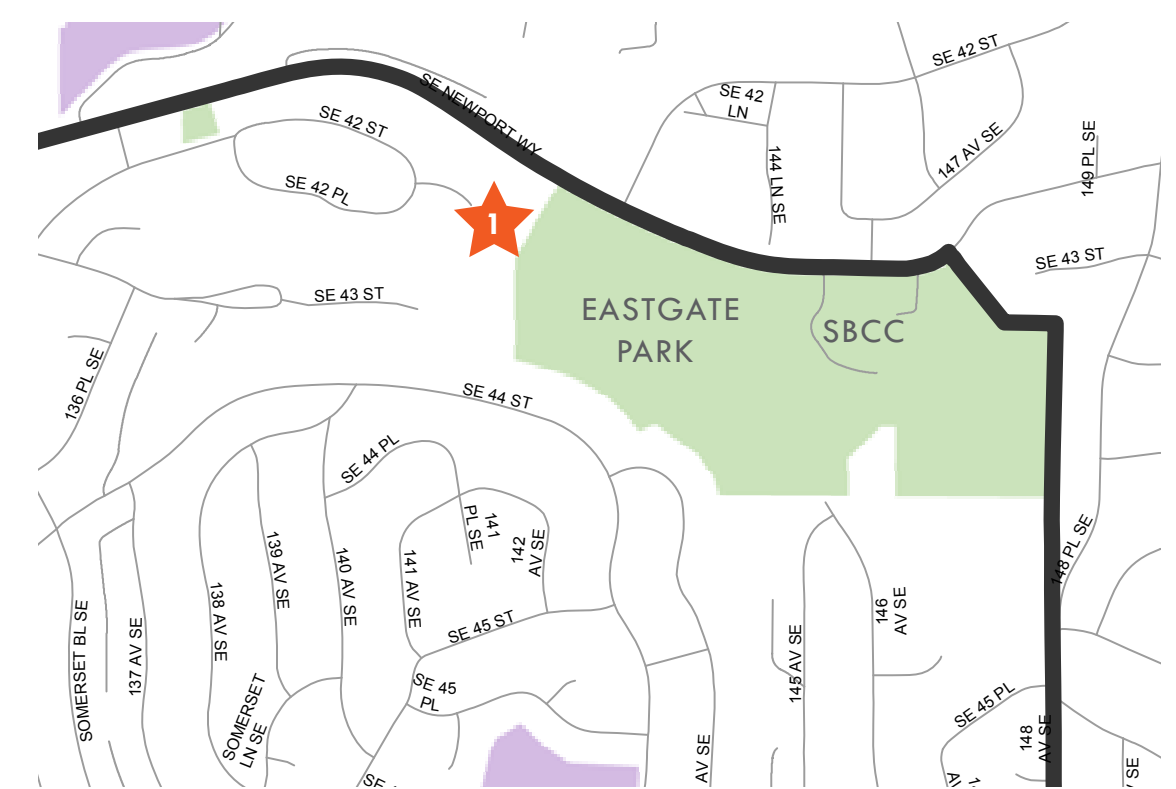 SE 42 ST
SE NEWPORT WY
SE 42
LN
SE 42 ST
144 LN SE
147 AV SE
149 PL SE
SE 42 PL
1
SE 43 ST
SE 43 ST
EASTGATE
PARK
SBCC
136 PL SE
SE 44 ST
SE 44 PL
141
PL SE
142
AV SE
139 AV SE
140 AV SE
141 AV SE
138 AV SE
148 PL SE
146
AV SE
SOMERSET BL SE
137 AV SE
SE 45 ST
145 AV SE
SE 45
PL
SOMERSET
LN SE
SE 45 PL
148
AV SE
AV SE
SE
SE